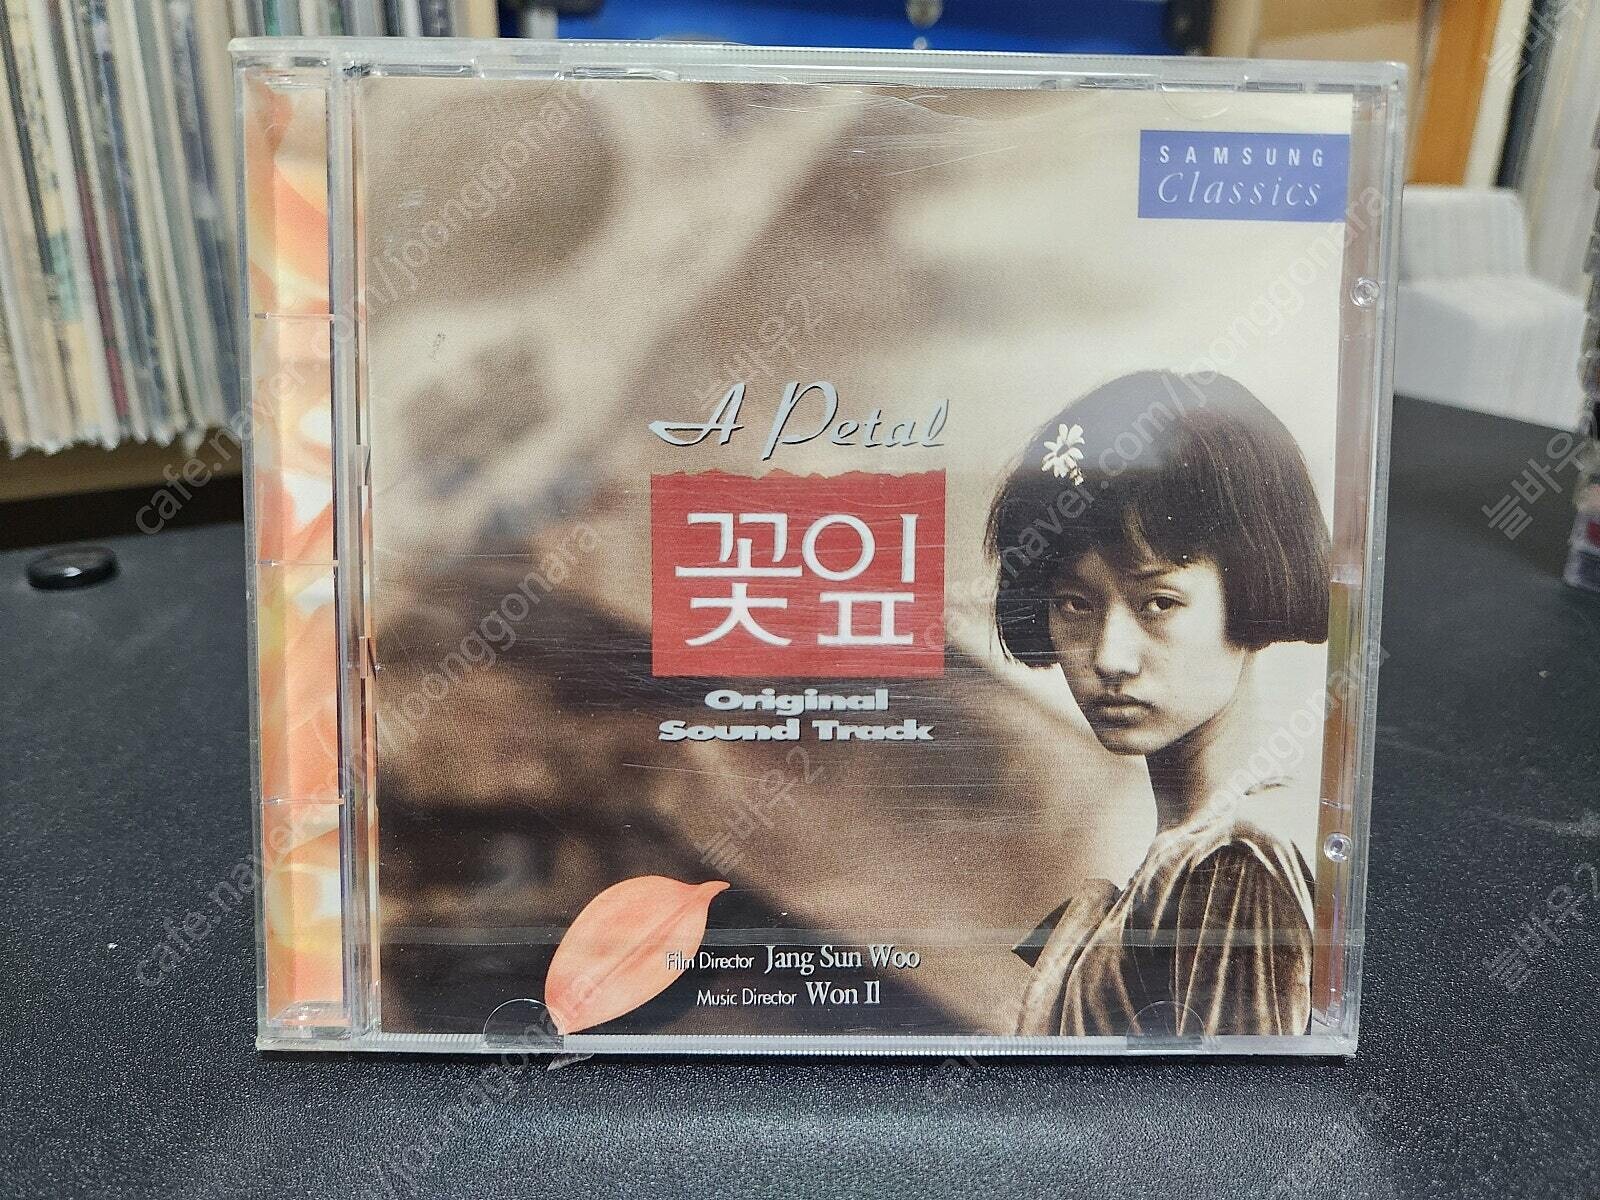 SAMSUNG
Classics
A Petal
꽃잎
Original
Sound Track
Film Director Jang Sun Woo
Music Director Won Il
cafe.naver.com/joonggonara
늘바우2